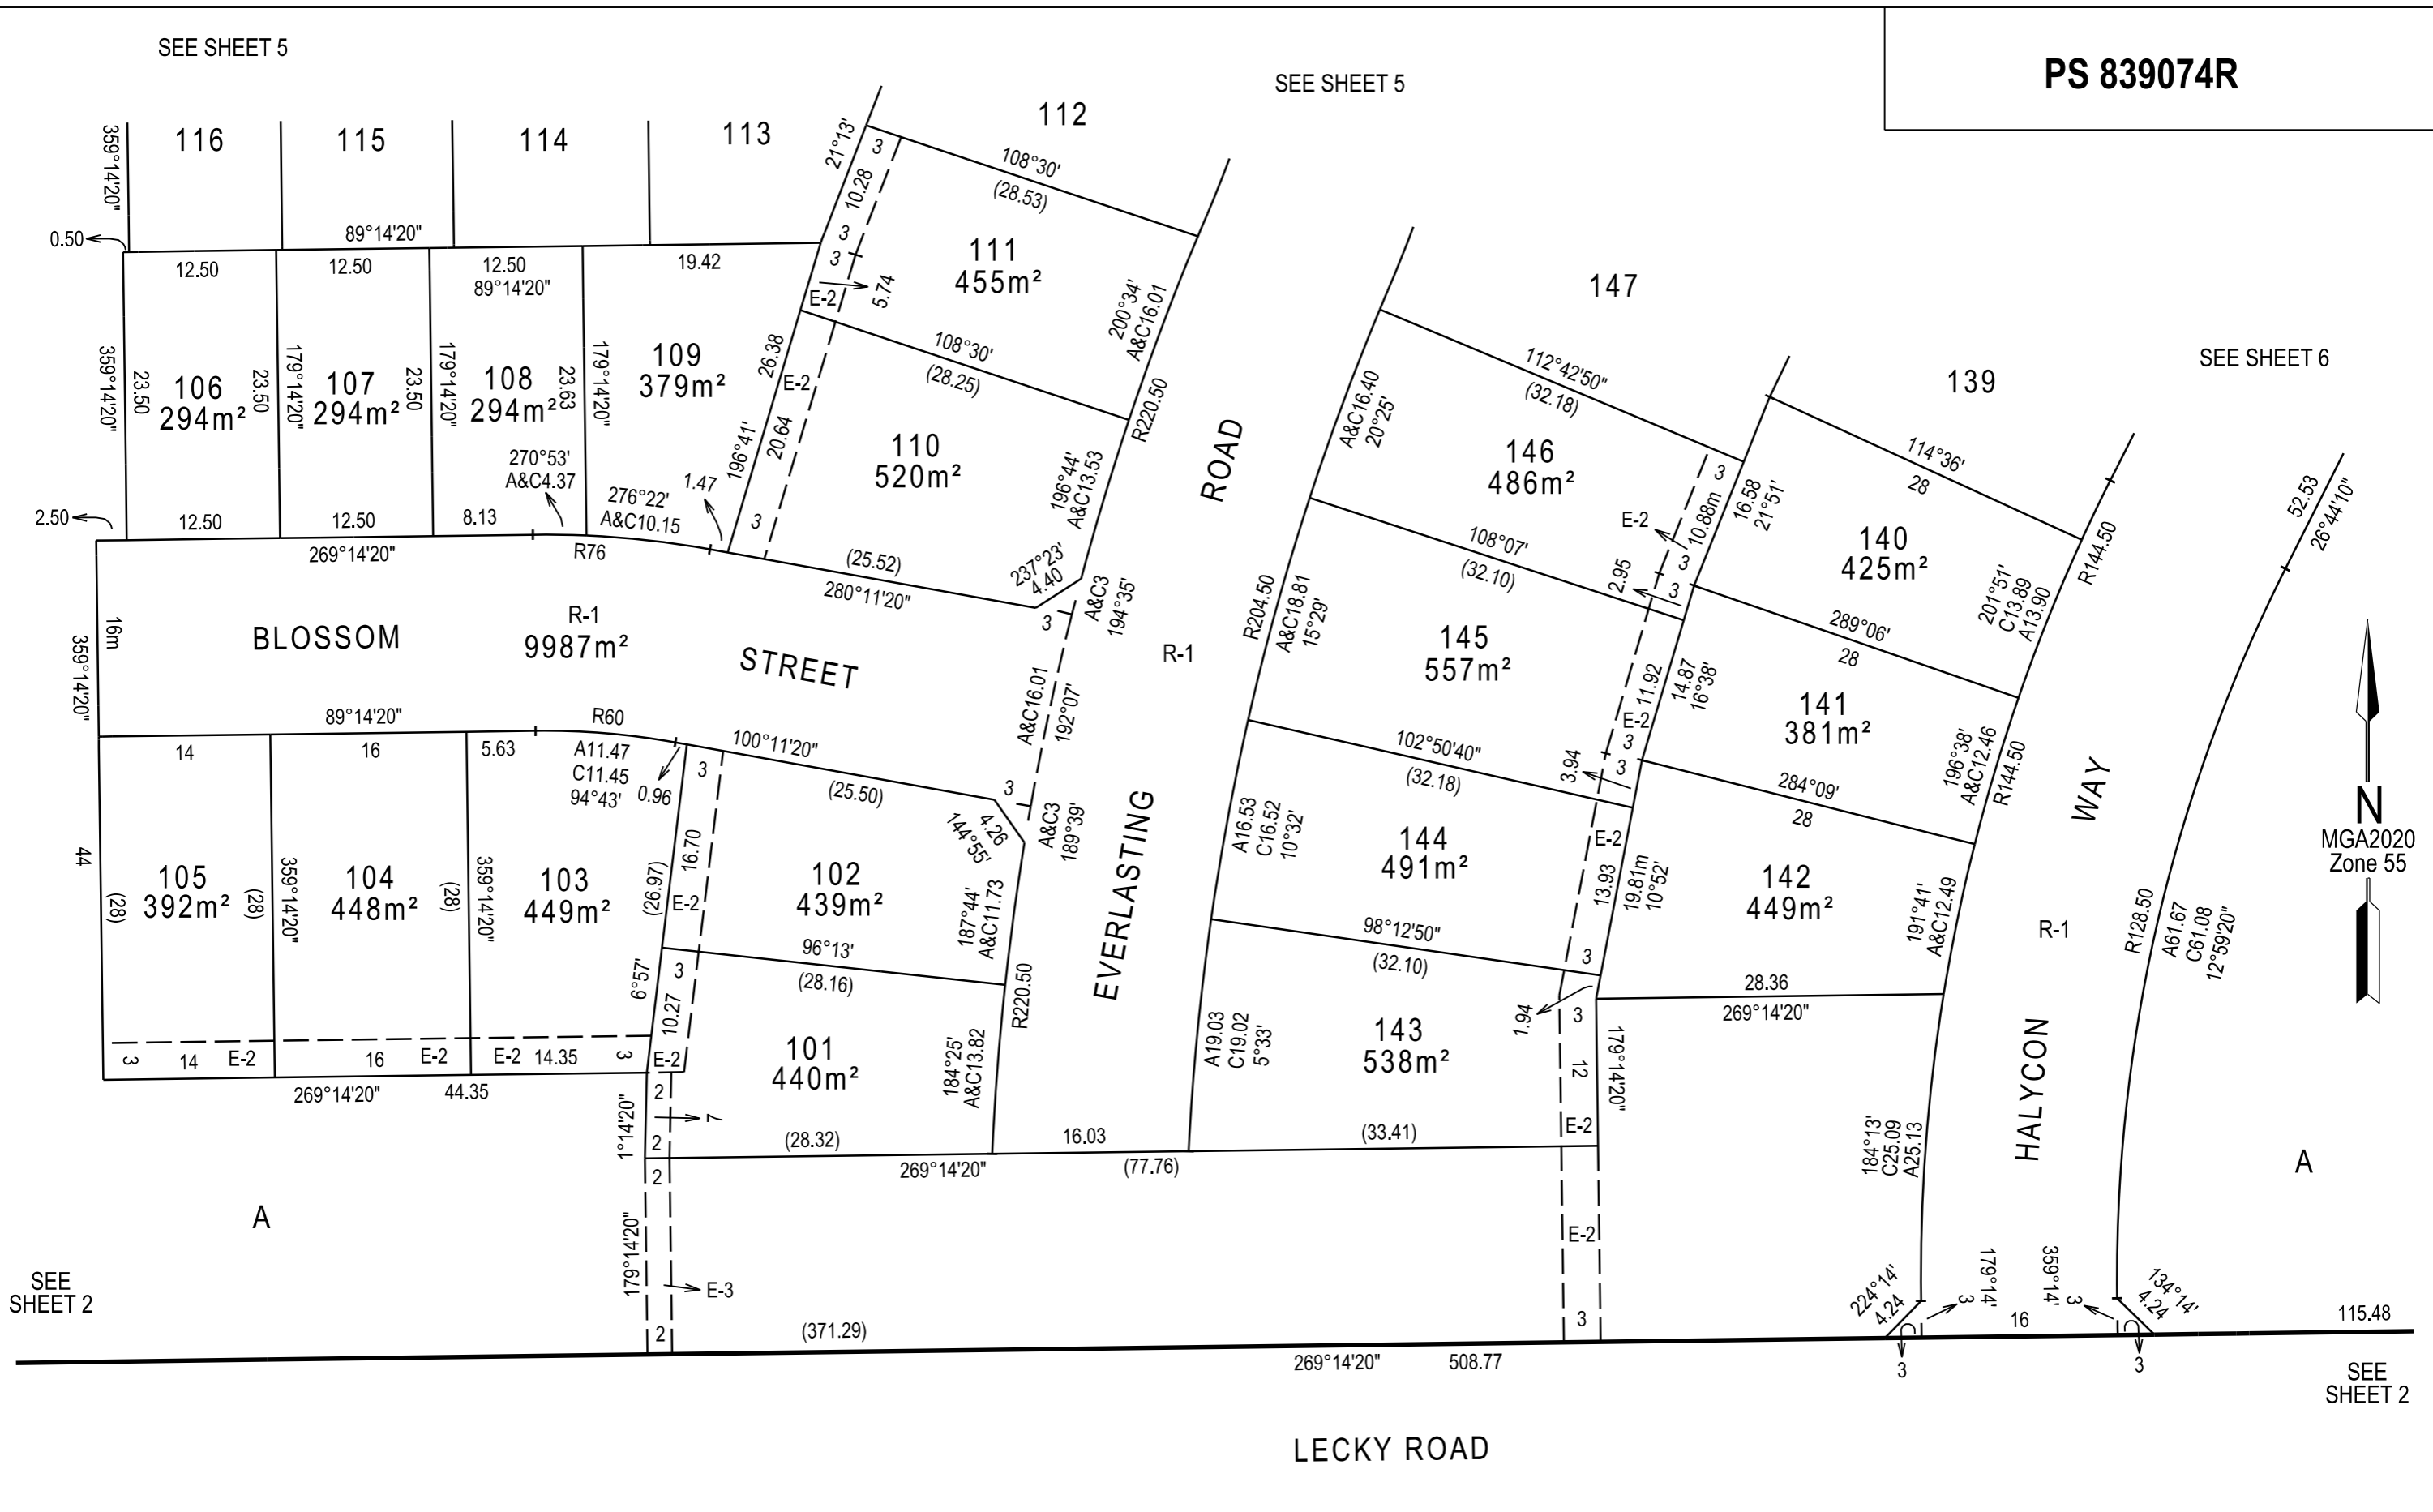 SEE SHEET 5
SEE SHEET 5
PS 839074R
116
115
114
113
112
359°14'20"
0.50
89°14'20"
12.50
12.50
12.50
89°14'20"
19.42
21°13'
3
10.28
3
3
E-2
5.74
108°30'
(28.53)
111
455m²
200°34'
A&C16.01
147
SEE SHEET 6
139
359°14'20"
23.50
106
294m²
23.50
179°14'20"
107
294m²
23.50
179°14'20"
108
294m²
23.63
179°14'20"
109
379m²
26.38
E-2
20.64
196°41'
3
108°30'
(28.25)
110
520m²
R220.50
196°44'
A&C13.53
270°53'
A&C4.37
276°22'
A&C10.15
1.47
2.50
12.50
12.50
8.13
269°14'20"
R76
(25.52)
280°11'20"
237°23'
4.40
A&C3
194°35'
3
16m
359°14'20"
BLOSSOM
R-1
9987m²
STREET
ROAD
R-1
EVERLASTING
A&C16.01
192°07'
3
A&C3
189°39'
A&C16.40
20°25'
112°42'50"
(32.18)
146
486m²
3
16.58
21°51'
10.88m
E-2
3
2.95
3
108°07'
(32.10)
R204.50
A&C18.81
15°29'
145
557m²
11.92
14.87
16°38'
E-2
3
3.94
3
102°50'40"
(32.18)
A16.53
C16.52
10°32'
144
491m²
E-2
13.93
19.81m
10°52'
3
98°12'50"
(32.10)
A19.03
C19.02
5°33'
143
538m²
1.94
3
12
179°14'20"
E-2
(33.41)
114°36'
28
140
425m²
R144.50
201°51'
C13.89
A13.90
289°06'
28
141
381m²
196°38'
A&C12.46
R144.50
284°09'
28
142
449m²
191°41'
A&C12.49
28.36
269°14'20"
WAY
HALYCON
R-1
52.53
26°44'10"
R128.50
A61.67
C61.08
12°59'20"
N
MGA2020
Zone 55
89°14'20"
R60
14
16
5.63
A11.47
C11.45
94°43'
0.96
100°11'20"
(25.50)
3
4.26
144°55'
44
(28)
105
392m²
(28)
359°14'20"
104
448m²
(28)
359°14'20"
103
449m²
(26.97)
16.70
E-2
102
439m²
187°44'
A&C11.73
96°13'
(28.16)
3
6°57'
10.27
R220.50
101
440m²
184°25'
A&C13.82
3
14
E-2
16
E-2
E-2
14.35
3
E-2
269°14'20"
44.35
2
1°14'20"
7
2
(28.32)
16.03
269°14'20"
(77.76)
2
179°14'20"
E-3
2
A
SEE
SHEET 2
(371.29)
E-2
3
184°13'
C25.09
A25.13
224°14'
4.24
3
179°14'
3
359°14'
3
16
134°14'
4.24
3
A
115.48
269°14'20"
508.77
SEE
SHEET 2
LECKY ROAD